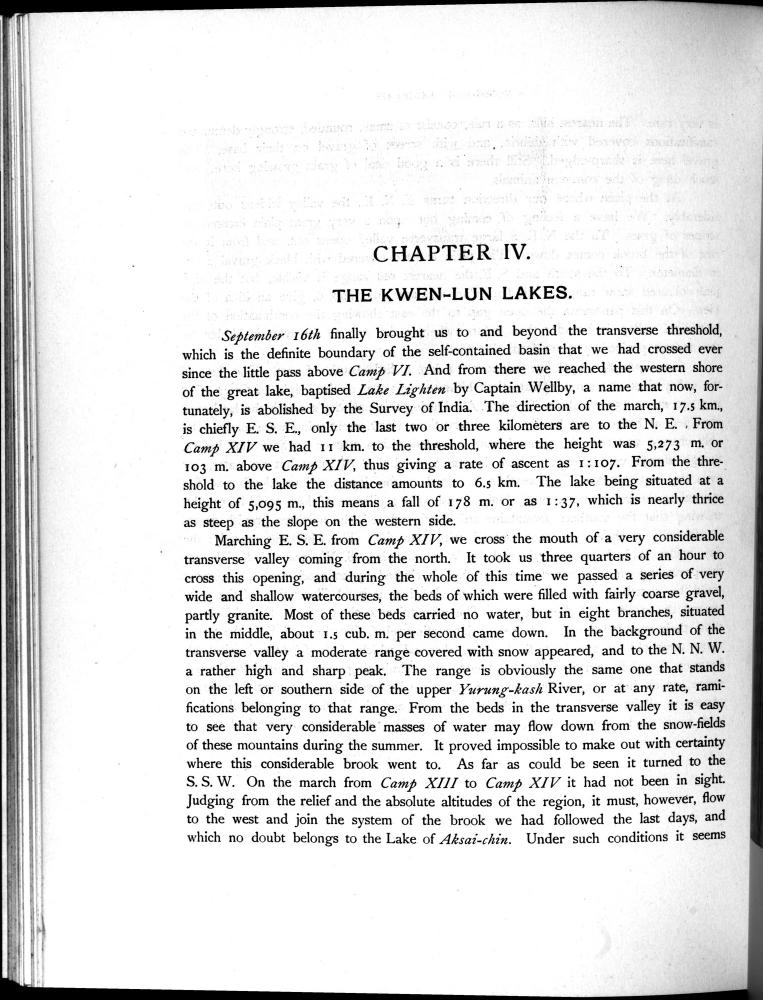 CHAPTER IV.
THE KWEN-LUN LAKES.
September 16th finally brought us to and beyond the transverse threshold,
which is the definite boundary of the self-contained basin that we had crossed ever
since the little pass above Camp VI. And from there we reached the western shore
of the great lake, baptised Lake Lighten by Captain Wellby, a name that now, for-
tunately, is abolished by the Survey of India. The direction of the march, 17.5 km.,
is chiefly E. S. E., only the last two or three kilometers are to the N. E. From
Camp XIV we had 11 km. to the threshold, where the height was 5,273 m. or
103 m. above Camp XIV, thus giving a rate of ascent as 1:107. From the thre-
shold to the lake the distance amounts to 6.5 km. The lake being situated at a
height of 5,095 m., this means a fall of 178 m. or as 1:37, which is nearly thrice
as steep as the slope on the western side.
Marching E. S. E. from Camp XIV, we cross the mouth of a very considerable
transverse valley coming from the north. It took us three quarters of an hour to
cross this opening, and during the whole of this time we passed a series of very
wide and shallow watercourses, the beds of which were filled with fairly coarse gravel,
partly granite. Most of these beds carried no water, but in eight branches, situated
in the middle, about 1.5 cub. m. per second came down. In the background of the
transverse valley a moderate range covered with snow appeared, and to the N. N. W.
a rather high and sharp peak. The range is obviously the same one that stands
on the left or southern side of the upper Yurung-kash River, or at any rate, rami-
fications belonging to that range. From the beds in the transverse valley it is easy
to see that very considerable masses of water may flow down from the snow-fields
of these mountains during the summer. It proved impossible to make out with certainty
where this considerable brook went to. As far as could be seen it turned to the
S. S. W. On the march from Camp XIII to Camp XIV it had not been in sight.
Judging from the relief and the absolute altitudes of the region, it must, however, flow
to the west and join the system of the brook we had followed the last days, and
which no doubt belongs to the Lake of Aksai-chin. Under such conditions it seems